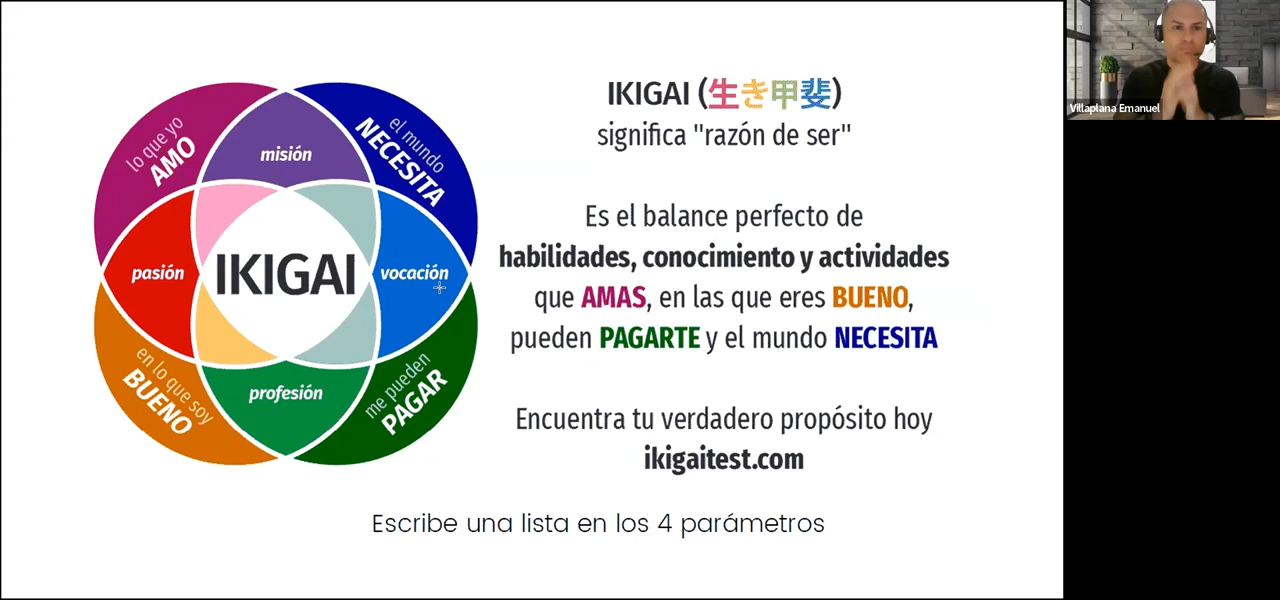 lo que yo
AMO
misión
el mundo
NECESITA
pasión
IKIGAI
vocación
en lo que soy
BUENO
profesión
me pueden
PAGAR
IKIGAI (生き甲斐)
significa "razón de ser"
Es el balance perfecto de
habilidades, conocimiento y actividades
que AMAS, en las que eres BUENO,
pueden PAGARTE y el mundo NECESITA
Encuentra tu verdadero propósito hoy
ikigaitest.com
Escribe una lista en los 4 parámetros
Villaplana Emanuel